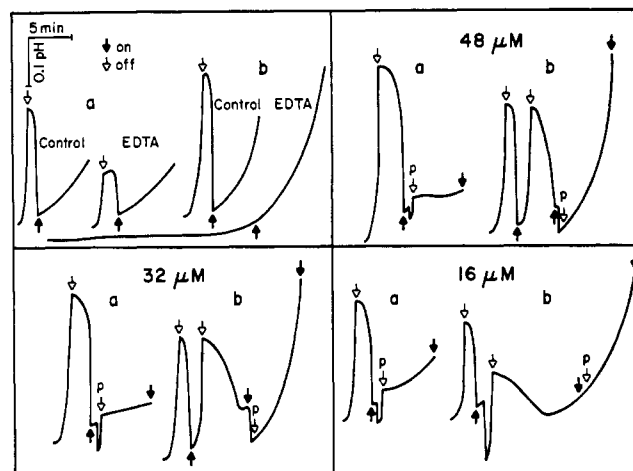 5 min
0.1 pH
on
off
a
b
Control
EDTA
Control
EDTA
48 μM
a
b
P
P
32 μM
a
b
P
P
16 μM
a
b
P
P